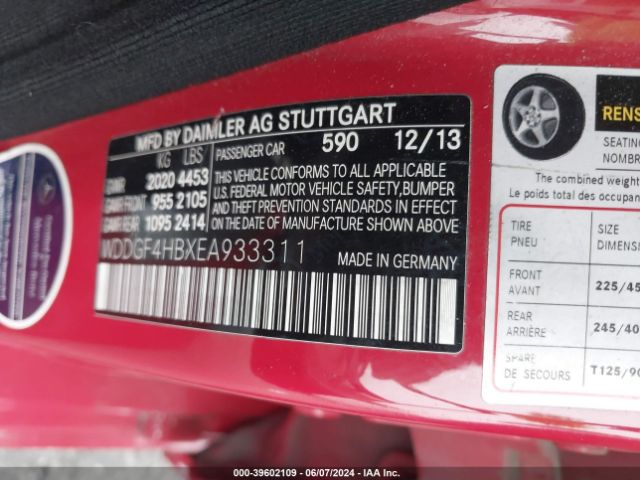 MFD BY DAIMLER AG STUTTGART
KG LBS
PASSENGER CAR 590 12/13
GVWR 2020 4453
GAWR FRONT 955 2105
GAWR REAR 1095 2414
THIS VEHICLE CONFORMS TO ALL APPLICABLE
U.S. FEDERAL MOTOR VEHICLE SAFETY, BUMPER
AND THEFT PREVENTION STANDARDS IN EFFECT
ON THE DATE OF MANUFACTURE SHOWN ABOVE
WDDGF4HBXEA933311
MADE IN GERMANY
RENS
SEATING
NOMBR
The combined weight
Le poids total des occupan
TIRE SIZE
PNEU DIMENS
FRONT
AVANT 225/45
REAR
ARRIÈRE 245/40
SPARE
DE SECOURS T125/90
000-39602109 | 06/07/2024 | IAA Inc.